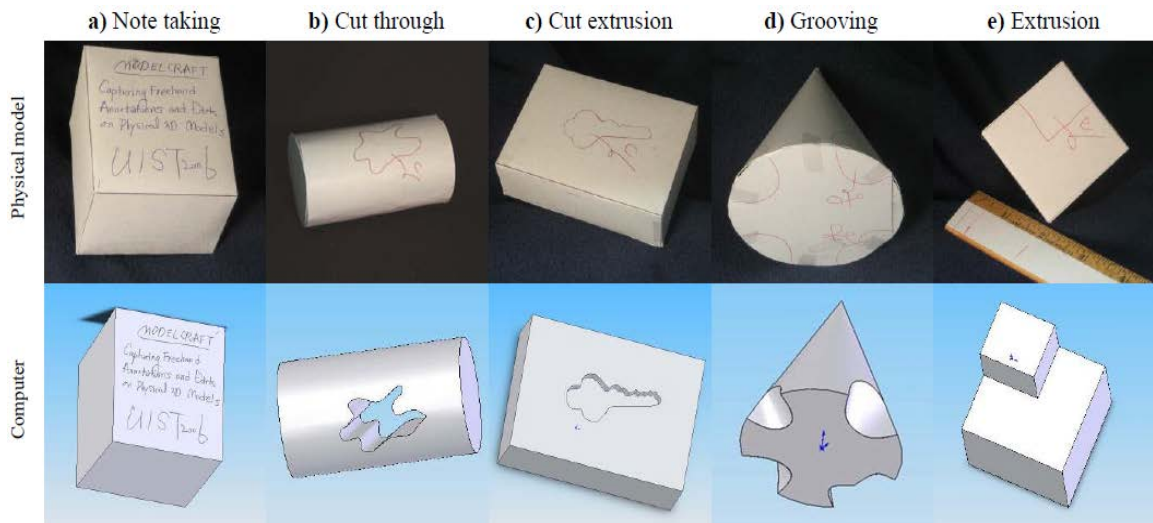 a) Note taking
b) Cut through
c) Cut extrusion
d) Grooving
e) Extrusion
Physical model
MODELCRAFT
Capturing Freehand
Annotations and Edits
on Physical 3D Models
UIST 2006
Computer
MODELCRAFT
Capturing Freehand
Annotations and Edits
on Physical 3D Models
UIST 2006